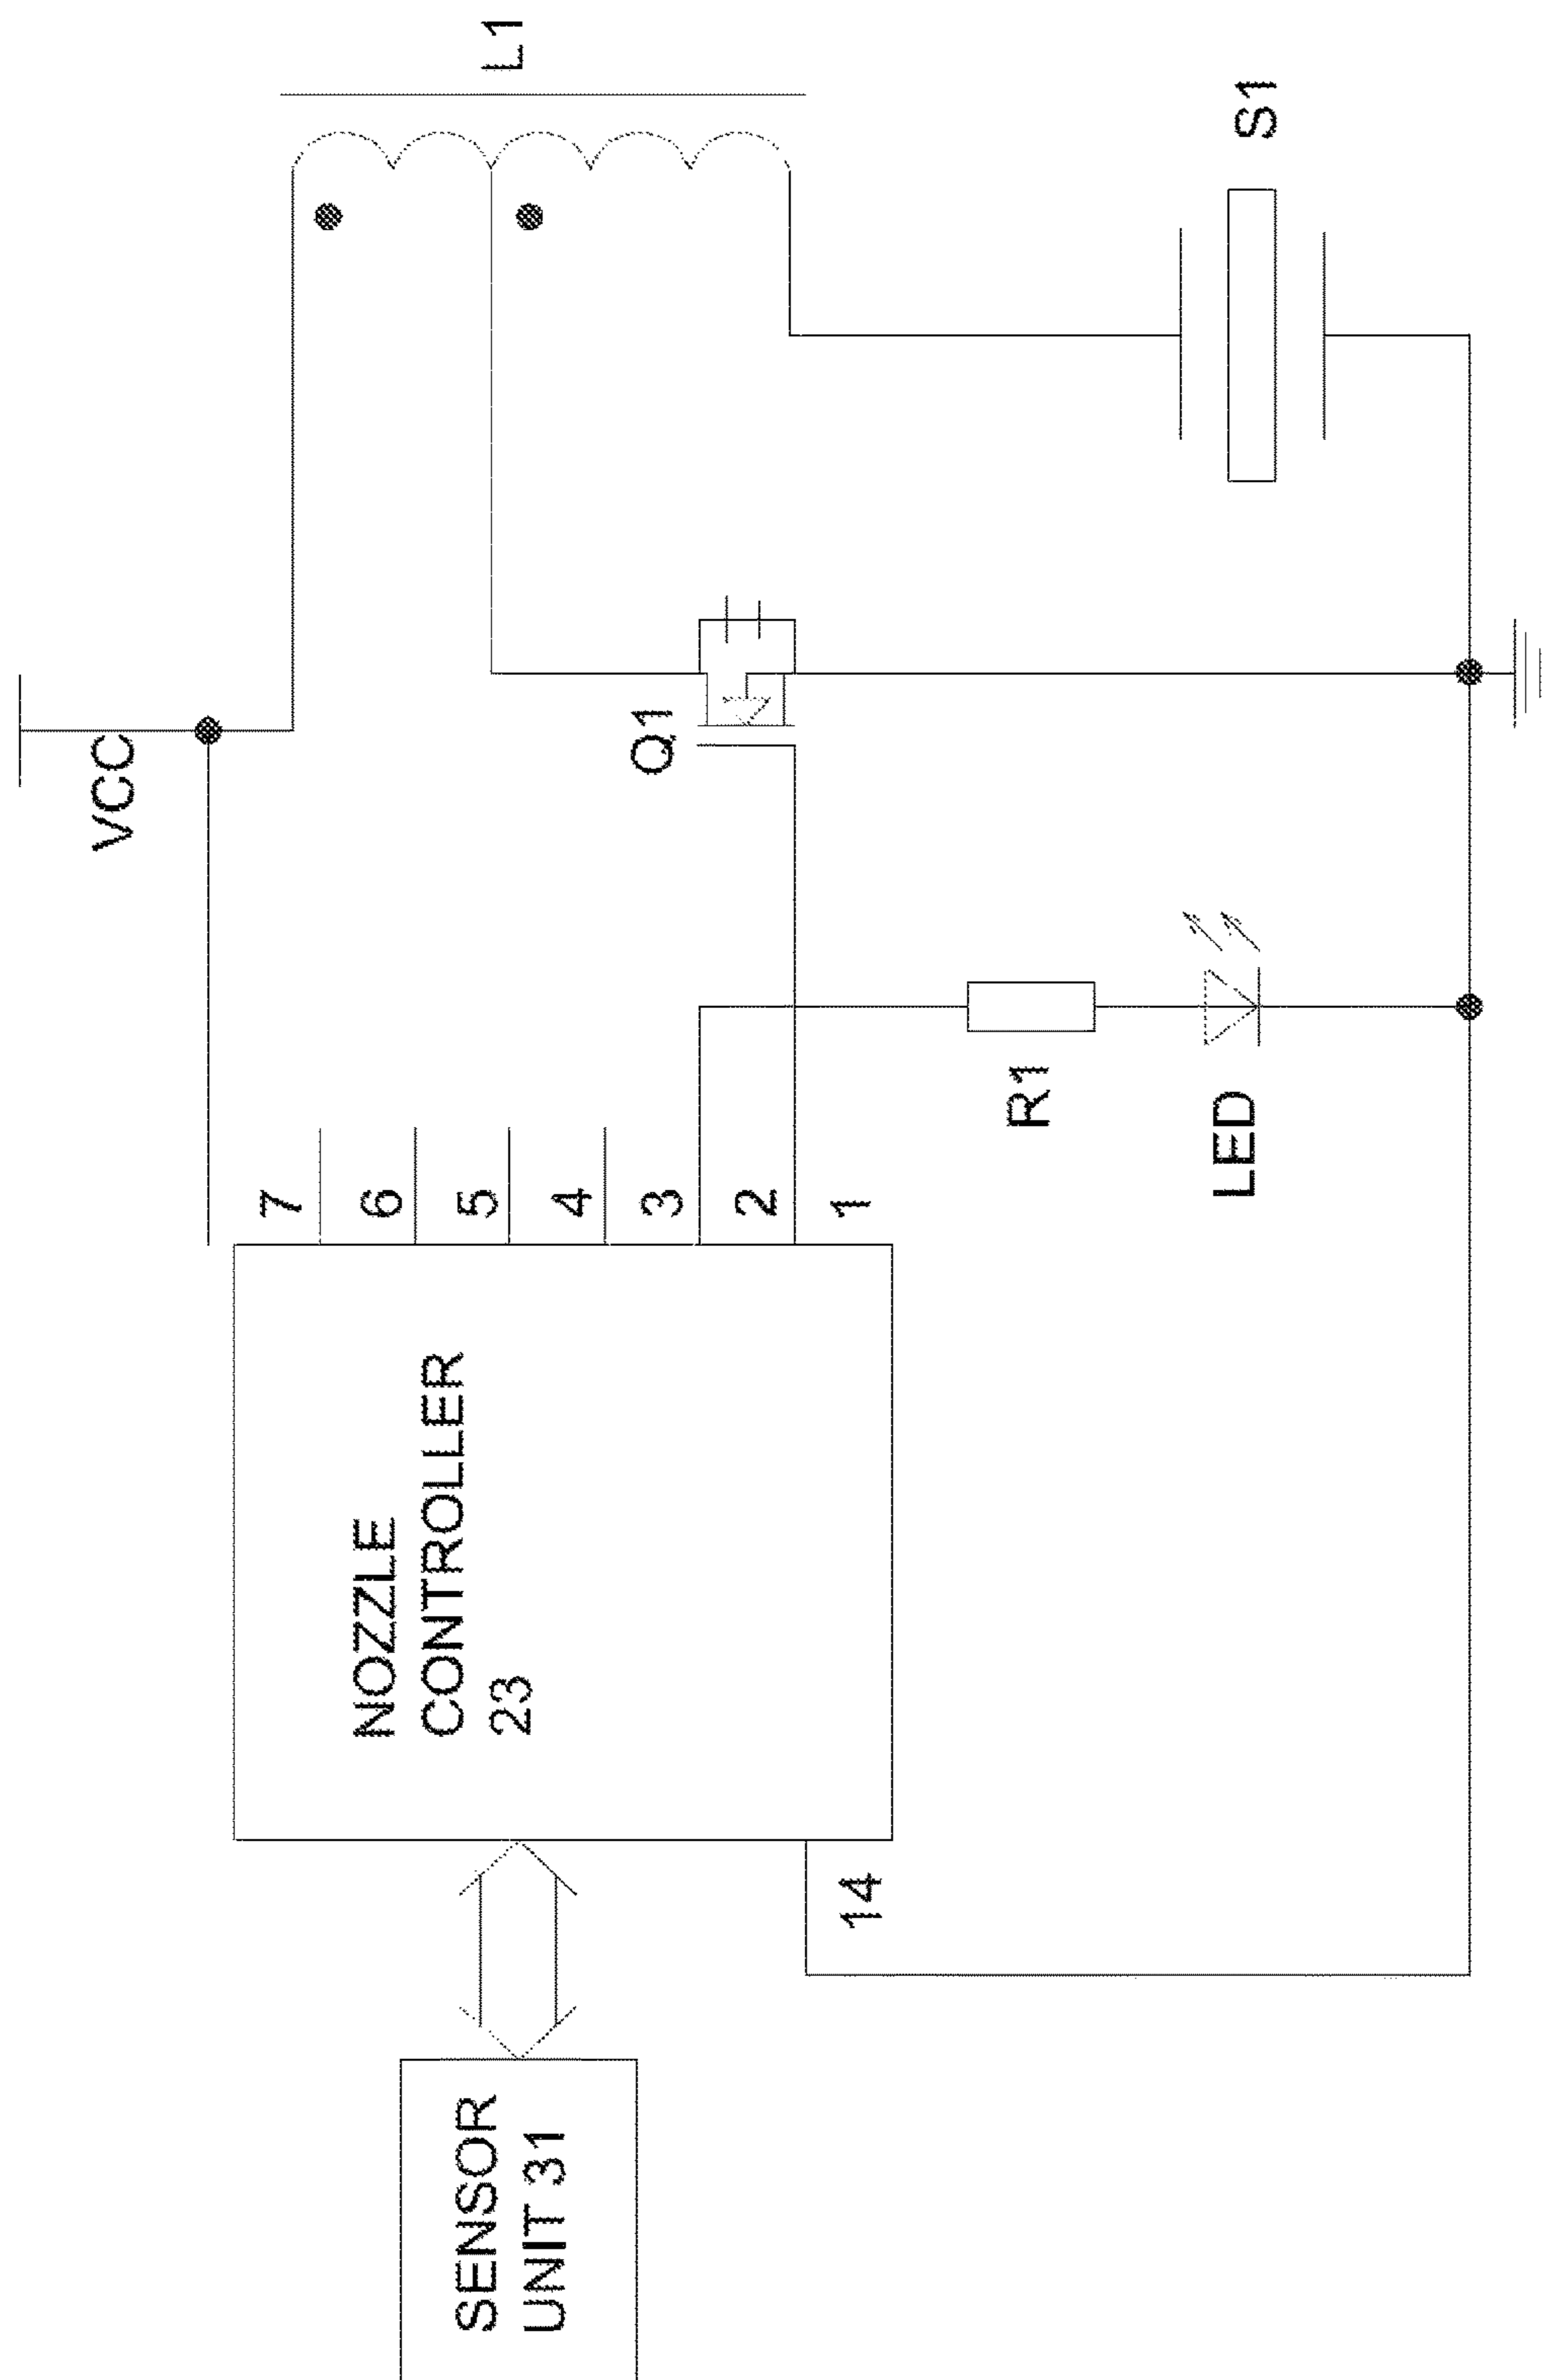 SENSOR
UNIT 31
NOZZLE
CONTROLLER
23
14
7
6
5
4
3
2
1
VCC
Q1
R1
LED
L1
S1